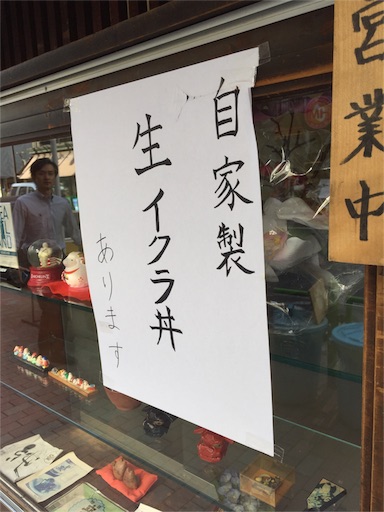 営業中
自家製
生イクラ丼
あります